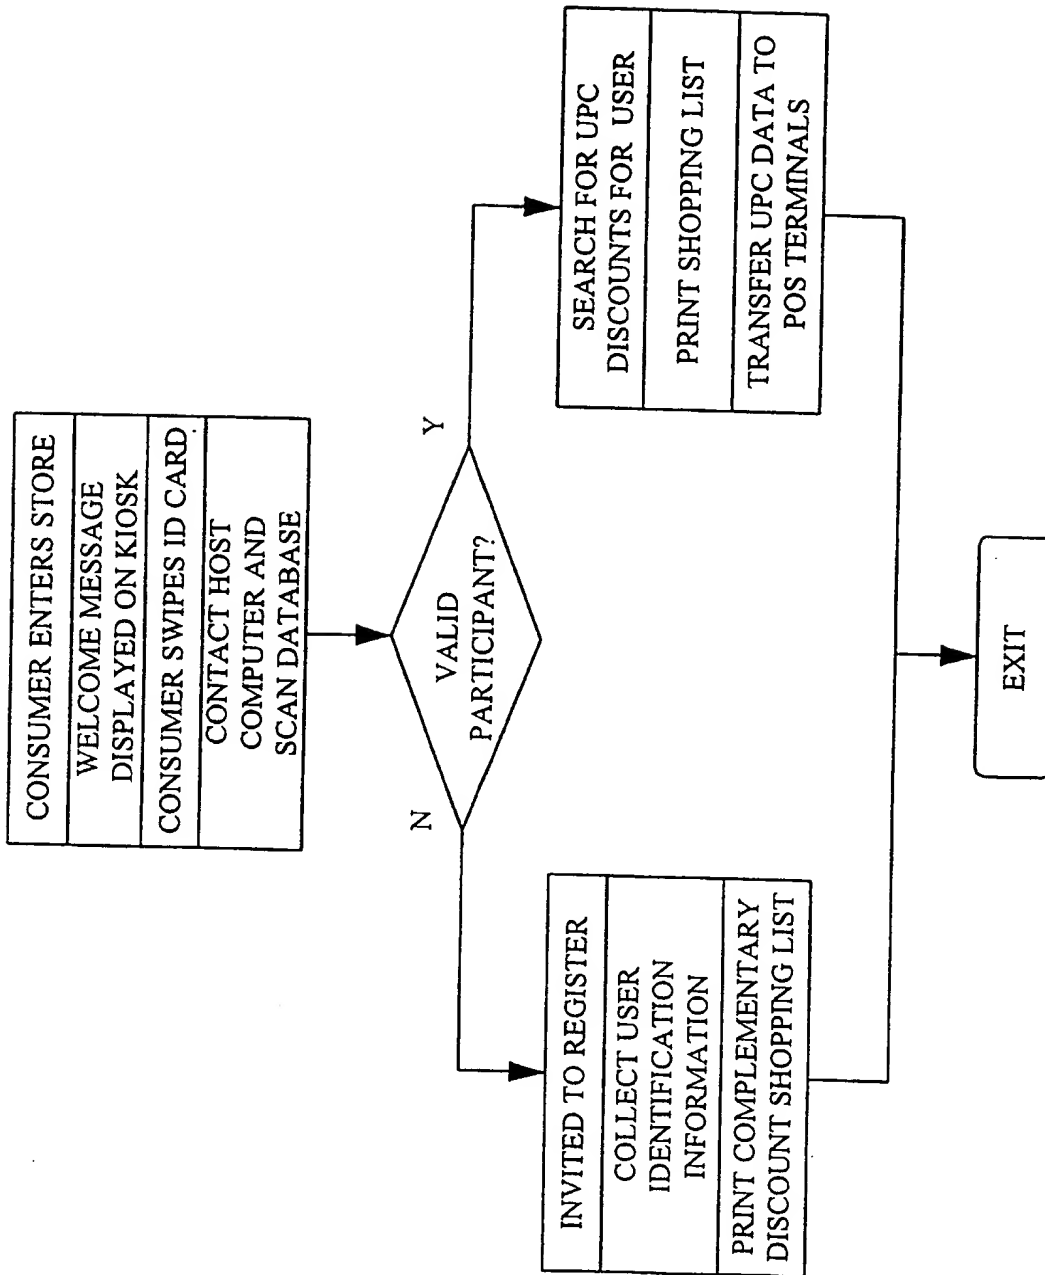 CONSUMER ENTERS STORE
WELCOME MESSAGE
DISPLAYED ON KIOSK
CONSUMER SWIPES ID CARD
CONTACT HOST
COMPUTER AND
SCAN DATABASE
VALID
PARTICIPANT?
N
Y
INVITED TO REGISTER
COLLECT USER
IDENTIFICATION
INFORMATION
PRINT COMPLEMENTARY
DISCOUNT SHOPPING LIST
SEARCH FOR UPC
DISCOUNTS FOR USER
PRINT SHOPPING LIST
TRANSFER UPC DATA TO
POS TERMINALS
EXIT